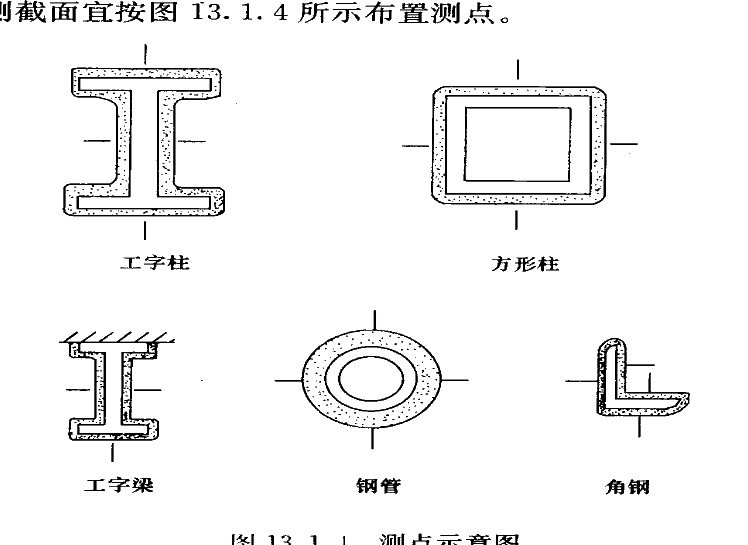 测截面宜按图 13.1.4 所示布置测点。
工字柱
方形柱
工字梁
钢管
角钢
图 13.1. 测点示意图